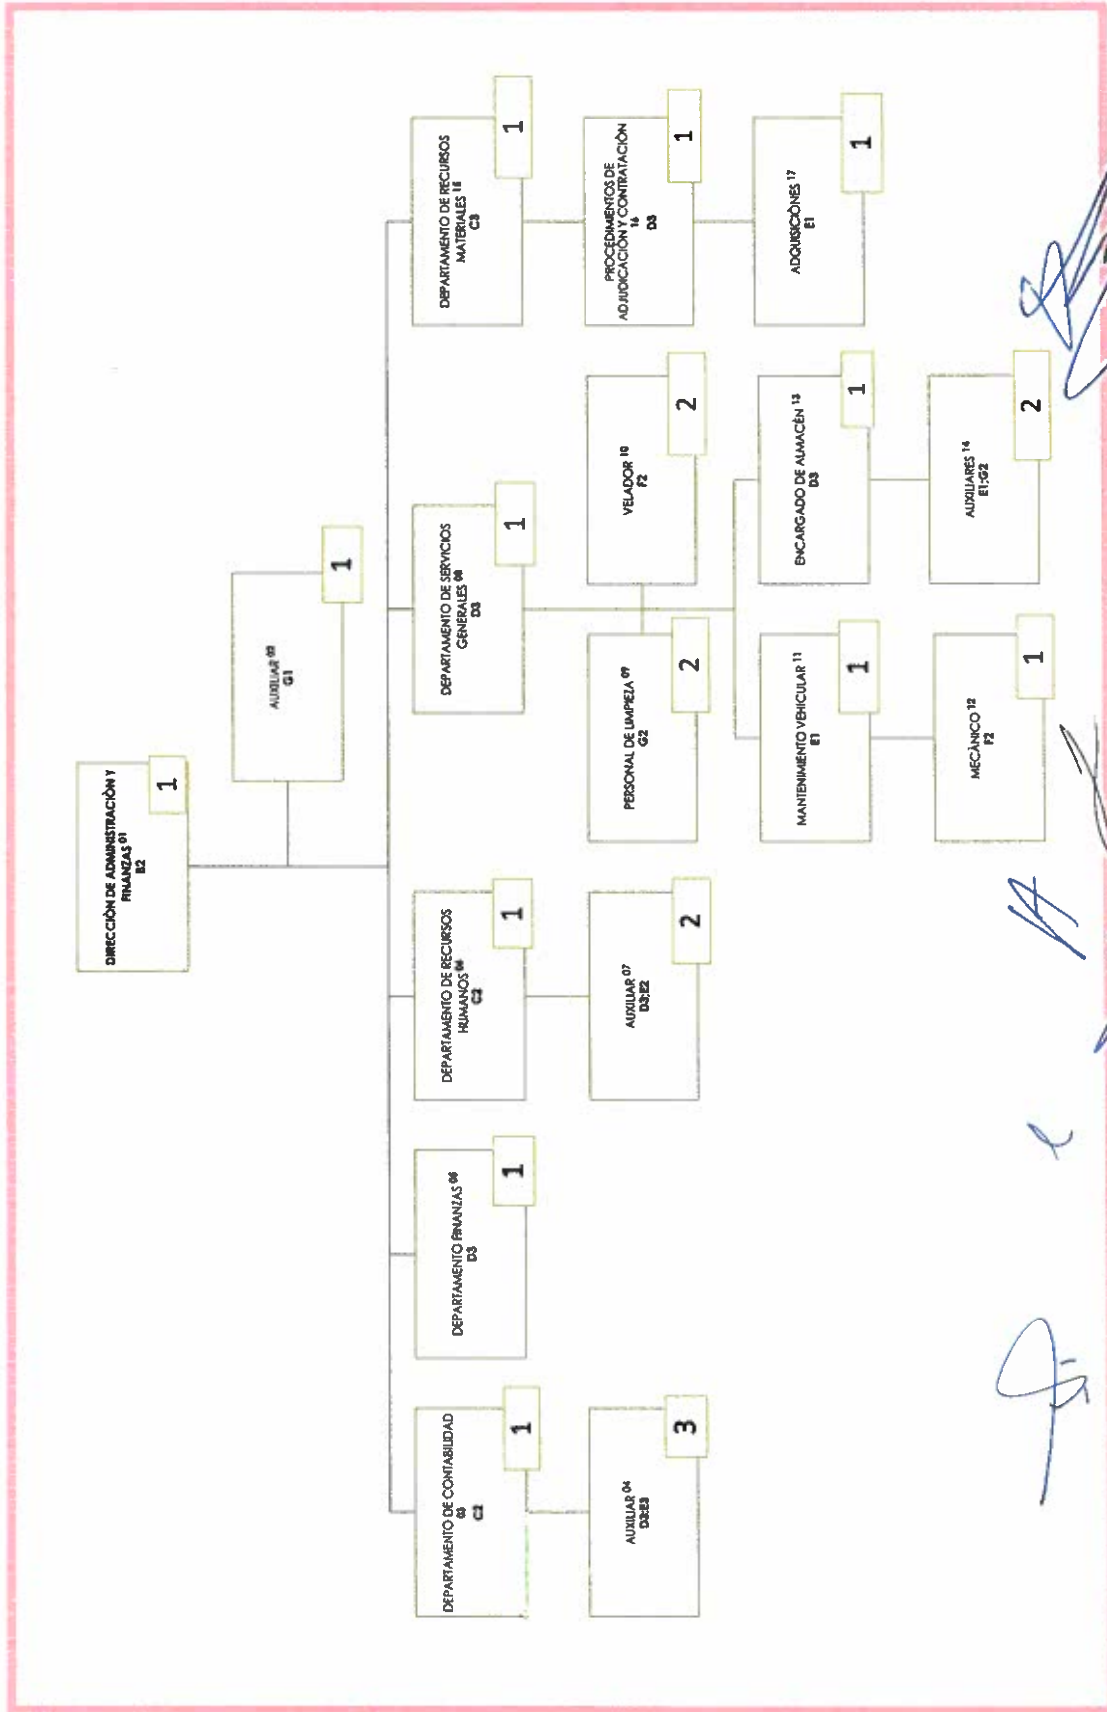 DIRECCIÓN DE ADMINISTRACIÓN Y
FINANZAS 01
B2
1
AUXILIAR 02
G1
1
DEPARTAMENTO DE CONTABILIDAD
03
C2
1
AUXILIAR 04
D3;E3
3
DEPARTAMENTO FINANZAS 05
D3
1
DEPARTAMENTO DE RECURSOS
HUMANOS 06
C2
1
AUXILIAR 07
D3;E2
2
DEPARTAMENTO DE SERVICIOS
GENERALES 08
D3
1
PERSONAL DE LIMPIEZA 09
G2
2
VELADOR 10
F2
2
MANTENIMIENTO VEHICULAR 11
E1
1
MECÁNICO 12
F2
1
ENCARGADO DE ALMACÉN 13
D3
1
AUXILIARES 14
E1;G2
2
DEPARTAMENTO DE RECURSOS
MATERIALES 15
C3
1
PROCEDIMIENTOS DE
ADJUDICACIÓN Y CONTRATACIÓN
16
D3
1
ADQUISICIONES 17
E1
1